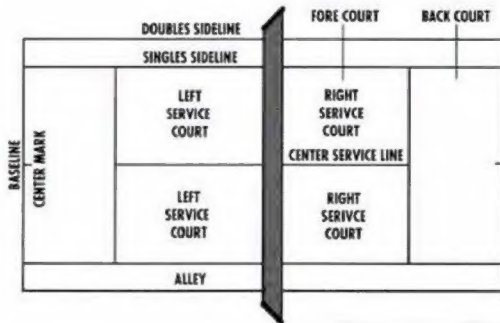 FORE COURT
BACK COURT
DOUBLES SIDELINE
SINGLES SIDELINE
LEFT
SERVICE
COURT
RIGHT
SERIVCE
COURT
BASELINE
CENTER MARK
CENTER SERVICE LINE
LEFT
SERVICE
COURT
RIGHT
SERIVCE
COURT
ALLEY